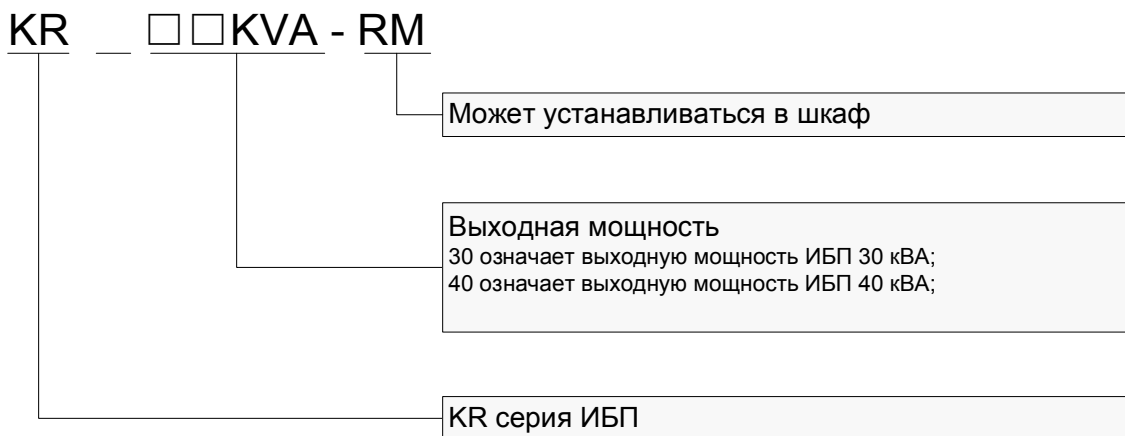 KR _ □□KVA - RM
Может устанавливаться в шкаф
Выходная мощность
30 означает выходную мощность ИБП 30 кВА;
40 означает выходную мощность ИБП 40 кВА;
KR серия ИБП